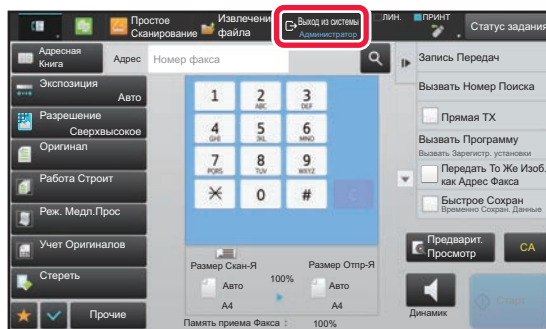 Простое
Сканирование
Извлечени
файла
Выход из системы
Администратор
ЛИН.
ПРИНТ
Статус задания
Адресная
Книга
Адрес
Номер факса
Экспозиция
Авто
Разрешение
Сверхвысокое
Оригинал
Работа Строит
Реж. Медл.Прос
Учет Оригиналов
Стереть
Прочие
1
2
ABC
3
DEF
4
GHI
5
JKL
6
MNO
7
PQRS
8
TUV
9
WXYZ
0
#
C
Размер Скан-Я
100%
Размер Отпр-Я
Авто
A4
Авто
A4
Память приема Факса :
100%
Запись Передач
Вызвать Номер Поиска
Прямая TX
Вызвать Программу
Вызвать Зарегистр. установки
Передать То Же Изоб.
как Адрес Факса
Быстрое Сохран
Временно Сохран. Данные
Предварит.
Просмотр
CA
Динамик
Старт